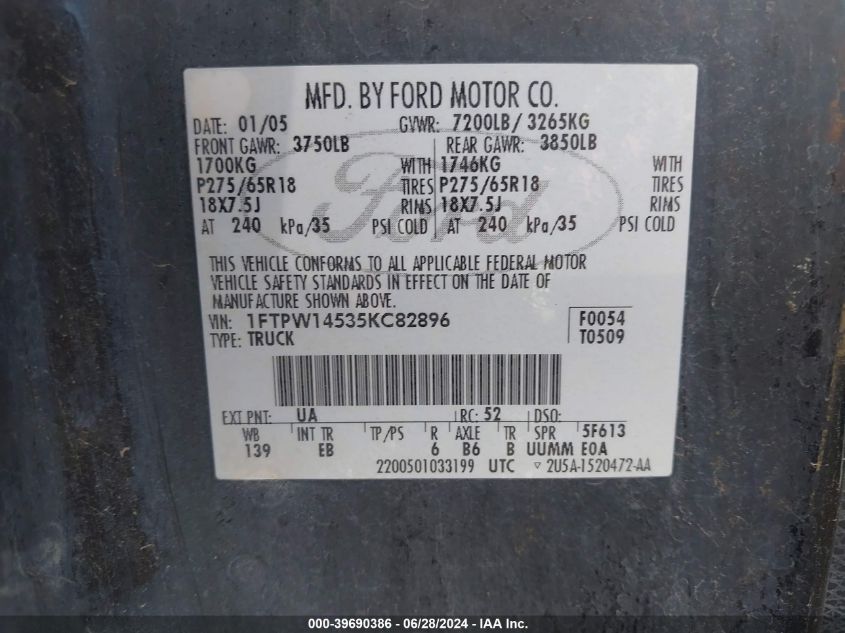 MFD. BY FORD MOTOR CO.
DATE: 01/05 GVWR: 7200LB/ 3265KG
FRONT GAWR: 3750LB REAR GAWR: 3850LB
1700KG WITH 1746KG WITH
P275/65R18 TIRES P275/65R18 TIRES
18X7.5J RIMS 18X7.5J RIMS
AT 240 kPa/35 PSI COLD AT 240 kPa/35 PSI COLD
Ford
THIS VEHICLE CONFORMS TO ALL APPLICABLE FEDERAL MOTOR
VEHICLE SAFETY STANDARDS IN EFFECT ON THE DATE OF
MANUFACTURE SHOWN ABOVE.
VIN: 1FTPW14535KC82896 F0054
TYPE: TRUCK T0509
EXT PNT: UA RC: 52 DSO:
WB INT TR TP/PS R AXLE TR SPR 5F613
139 EB 6 B6 B UUMM E0A
2200501033199 UTC ▽ 2U5A-1520472-AA
000-39690386 - 06/28/2024 - IAA Inc.